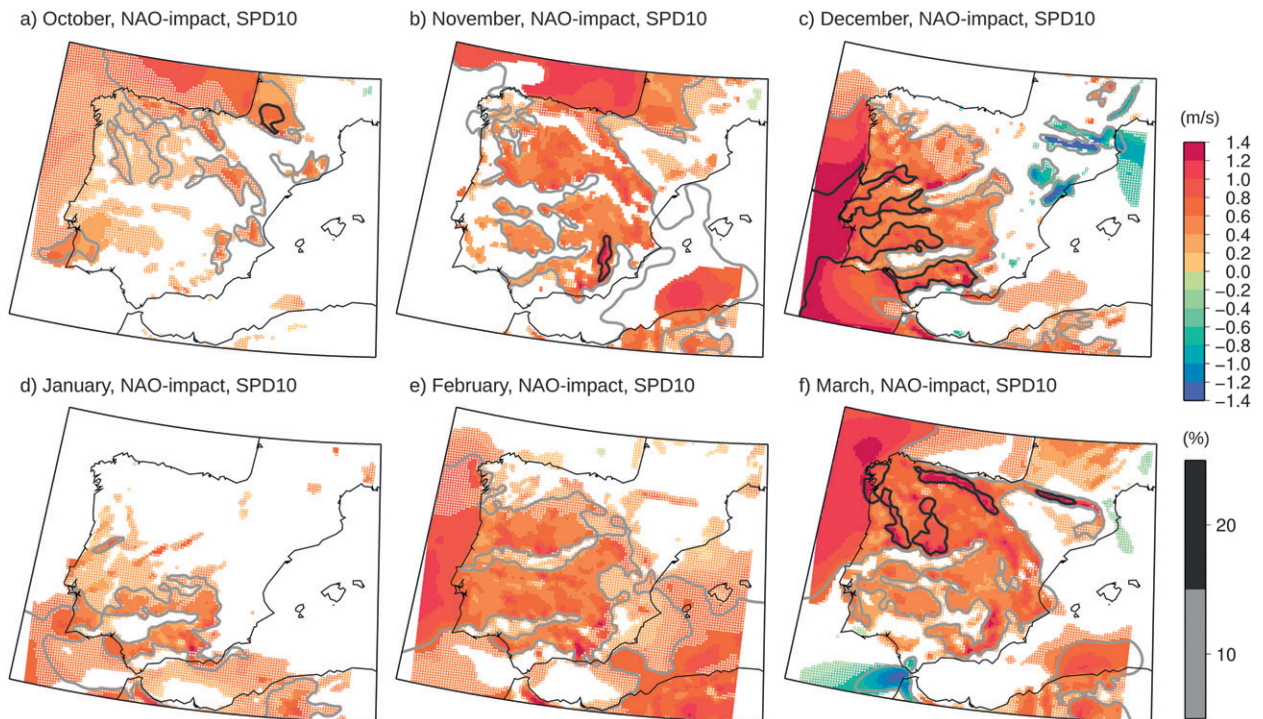 a) October, NAO-impact, SPD10
b) November, NAO-impact, SPD10
c) December, NAO-impact, SPD10
(m/s)
1.4
1.4
1.2
1.0
0.8
0.6
0.4
0.2
0.0
−0.2
−0.4
−0.6
−0.8
−1.0
−1.2
−1.4
d) January, NAO-impact, SPD10
e) February, NAO-impact, SPD10
f) March, NAO-impact, SPD10
(%)
20
10